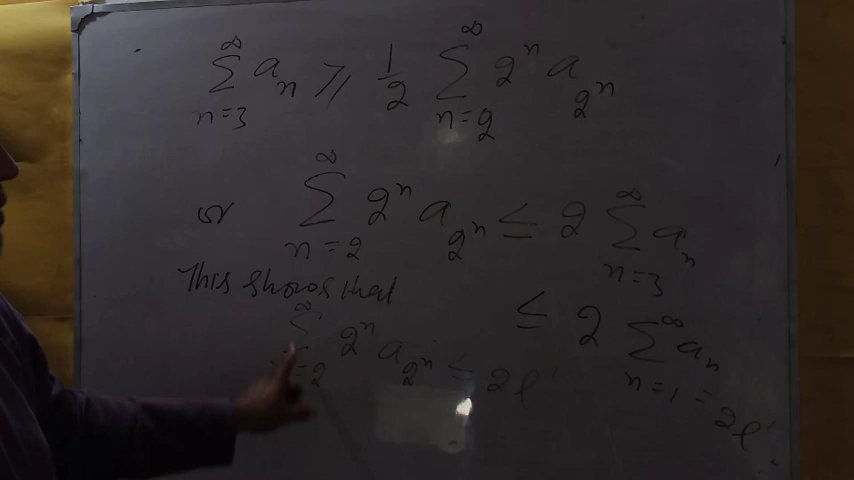 ∞ ∑ n=3 aₙ ⩾ 1/2 ∞ ∑ n=2 2ⁿ a₂ⁿ
or ∞ ∑ n=2 2ⁿ a₂ⁿ ≤ 2 ∞ ∑ n=3 aₙ
This shows that
≤ 2 ∞ ∑ n=1 aₙ = 2l'
∞ ∑ n=2 2ⁿ a₂ⁿ ≤ 2l'